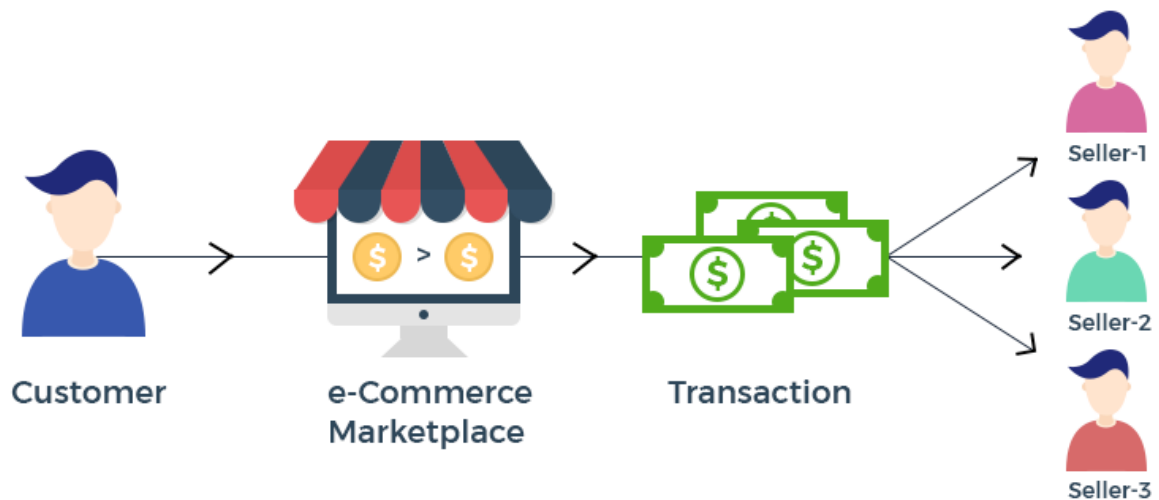 Customer
e-Commerce
Marketplace
$ > $
$
$
$
Transaction
Seller-1
Seller-2
Seller-3